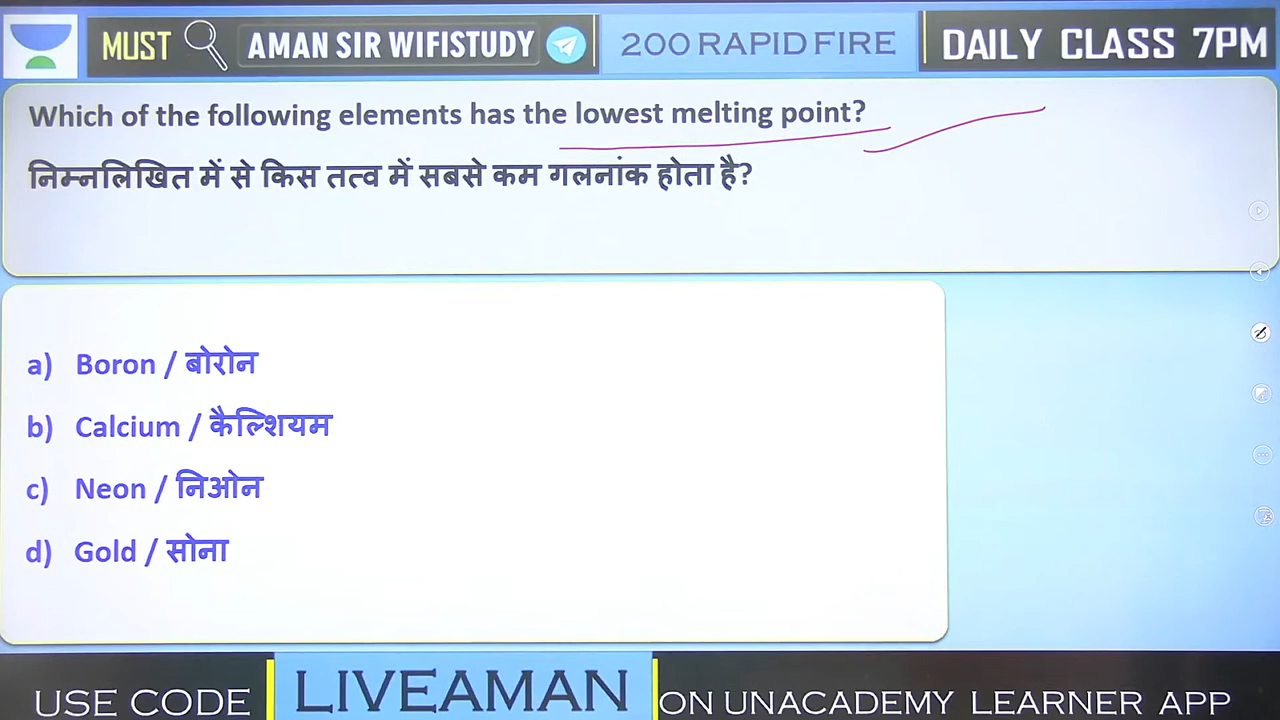 MUST AMAN SIR WIFISTUDY 200 RAPID FIRE DAILY CLASS 7PM
Which of the following elements has the lowest melting point?
निम्नलिखित में से किस तत्व में सबसे कम गलनांक होता है?
a) Boron / बोरोन
b) Calcium / कैल्शियम
c) Neon / निओन
d) Gold / सोना
USE CODE LIVEAMAN ON UNACADEMY LEARNER APP